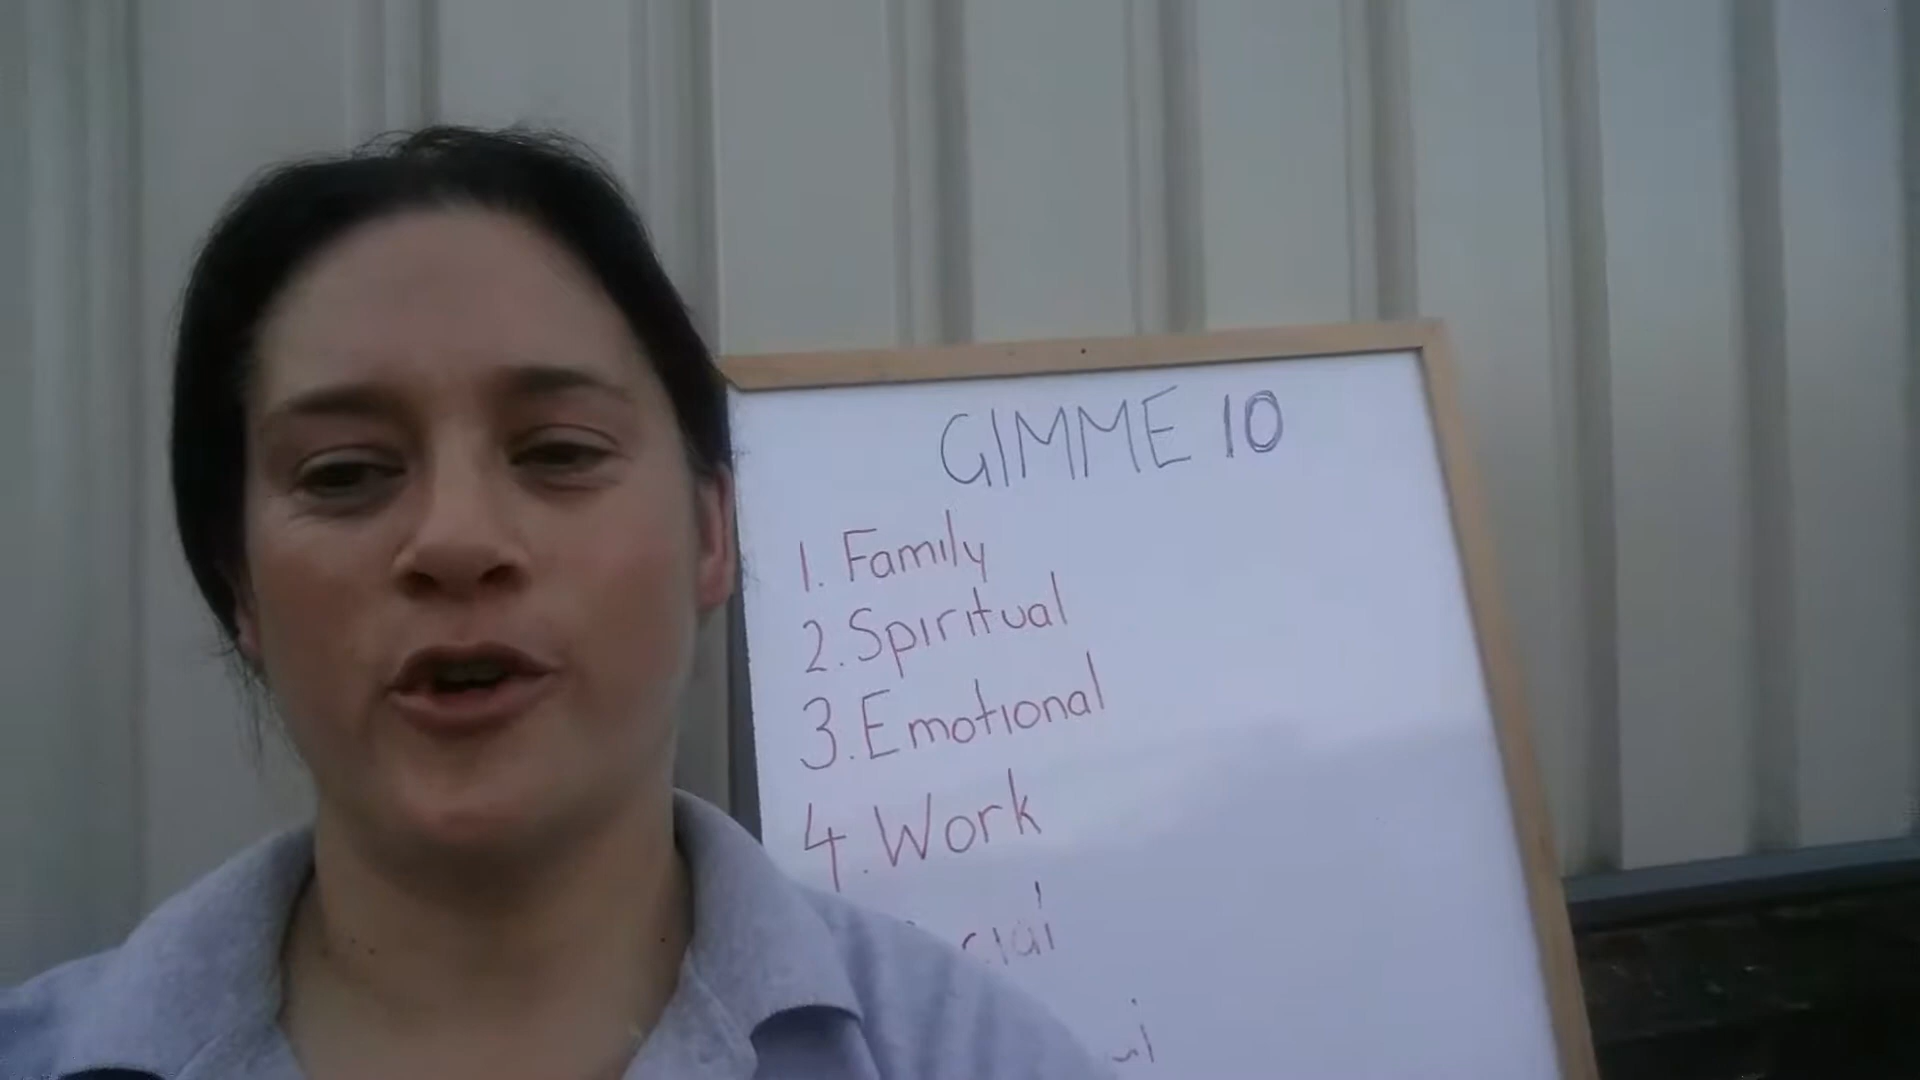 GIMME 10
1. Family
2. Spiritual
3. Emotional
4. Work